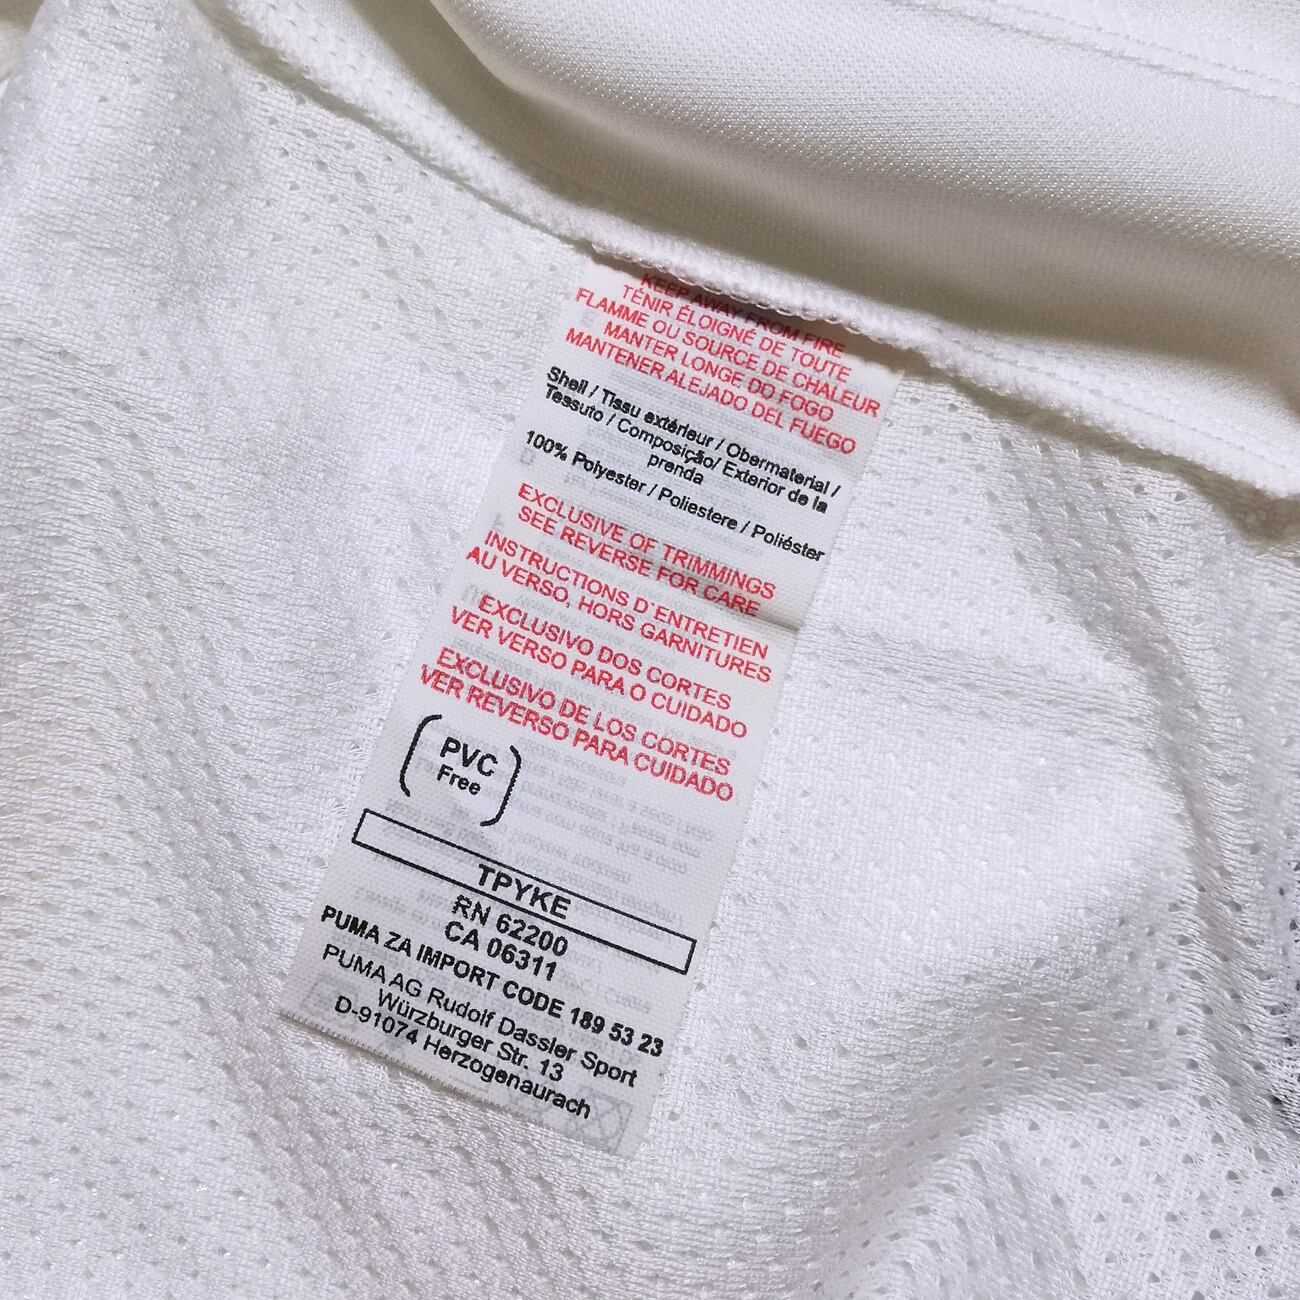 KEEP AWAY FROM FIRE
TÉNIR ÉLOIGNÉ DE TOUTE
FLAMME OU SOURCE DE CHALEUR
MANTER LONGE DO FOGO
MANTENER ALEJADO DEL FUEGO
Shell / Tissu extérieur / Obermaterial /
Tessuto / Composição/ Exterior de la
prenda
100% Polyester / Poliestere / Poliéster
EXCLUSIVE OF TRIMMINGS
SEE REVERSE FOR CARE
INSTRUCTIONS D'ENTRETIEN
AU VERSO, HORS GARNITURES
EXCLUSIVO DOS CORTES
VER VERSO PARA O CUIDADO
EXCLUSIVO DE LOS CORTES
VER REVERSO PARA CUIDADO
PVC
Free
TPYKE
RN 62200
CA 06311
PUMA ZA IMPORT CODE 189 53 23
PUMA AG Rudolf Dassler Sport
Würzburger Str. 13
D-91074 Herzogenaurach